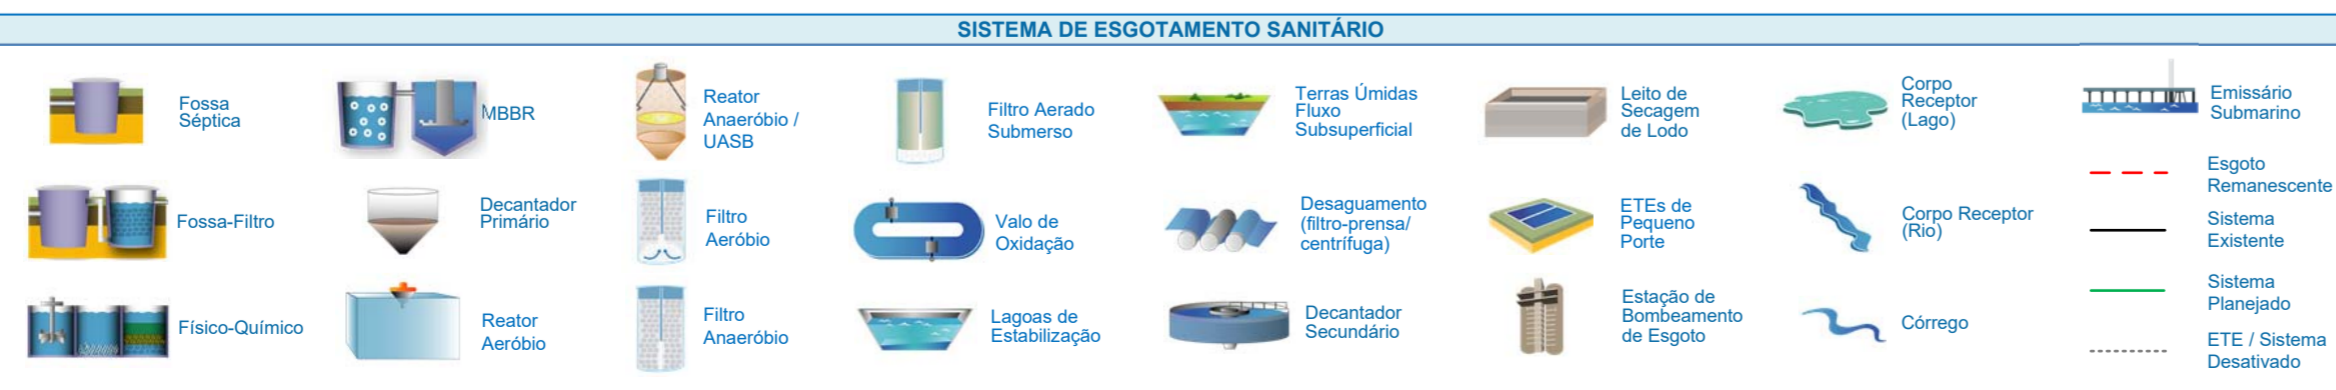 SISTEMA DE ESGOTAMENTO SANITÁRIO
Fossa
Séptica
MBBR
Reator
Anaeróbio /
UASB
Filtro Aerado
Submerso
Terras Úmidas
Fluxo
Subsuperficial
Leito de
Secagem
de Lodo
Corpo
Receptor
(Lago)
Emissário
Submarino
Esgoto
Remanescente
Fossa-Filtro
Decantador
Primário
Filtro
Aeróbio
Valo de
Oxidação
Desaguamento
(filtro-prensa/
centrífuga)
ETEs de
Pequeno
Porte
Corpo Receptor
(Rio)
Sistema
Existente
Sistema
Planejado
Físico-Químico
Reator
Aeróbio
Filtro
Anaeróbio
Lagoas de
Estabilização
Decantador
Secundário
Estação de
Bombeamento
de Esgoto
Córrego
ETE / Sistema
Desativado